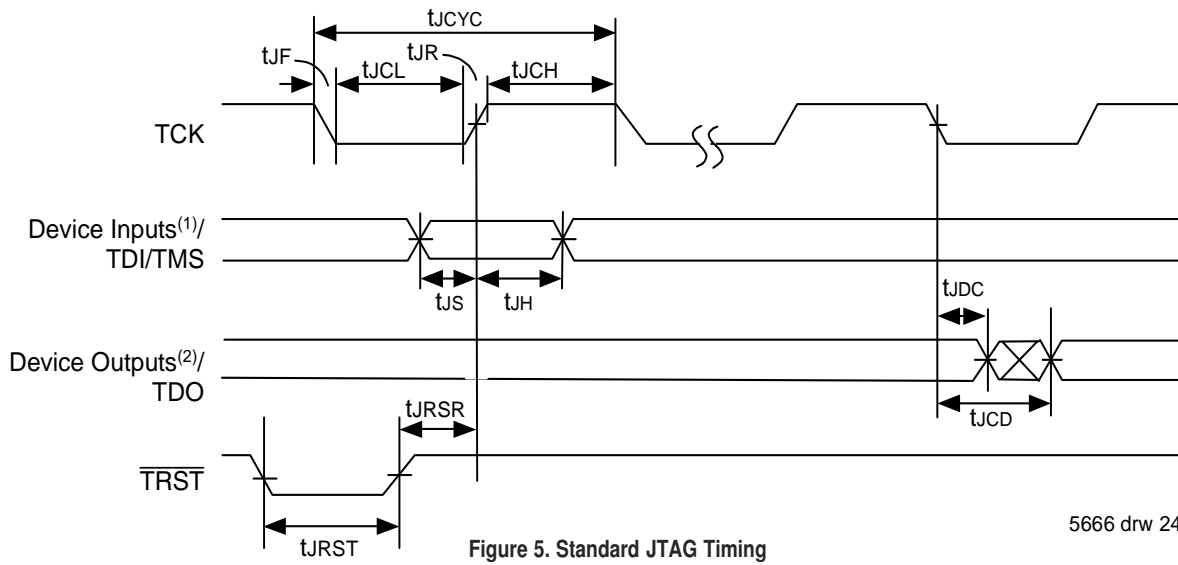 tJCYC
tJF
tJR
tJCL
tJCH
TCK
Device Inputs(1)/
TDI/TMS
tJS
tJH
tJDC
Device Outputs(2)/
TDO
tJRSR
tJCD
TRST
tJRST
5666 drw 24
Figure 5. Standard JTAG Timing